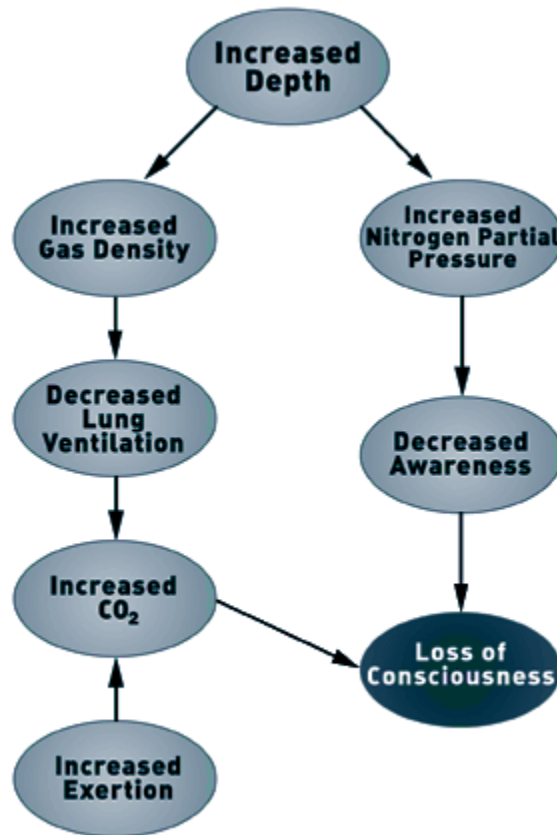 Increased
Depth
Increased
Gas Density
Increased
Nitrogen Partial
Pressure
Decreased
Lung
Ventilation
Decreased
Awareness
Increased
CO₂
Loss of
Consciousness
Increased
Exertion